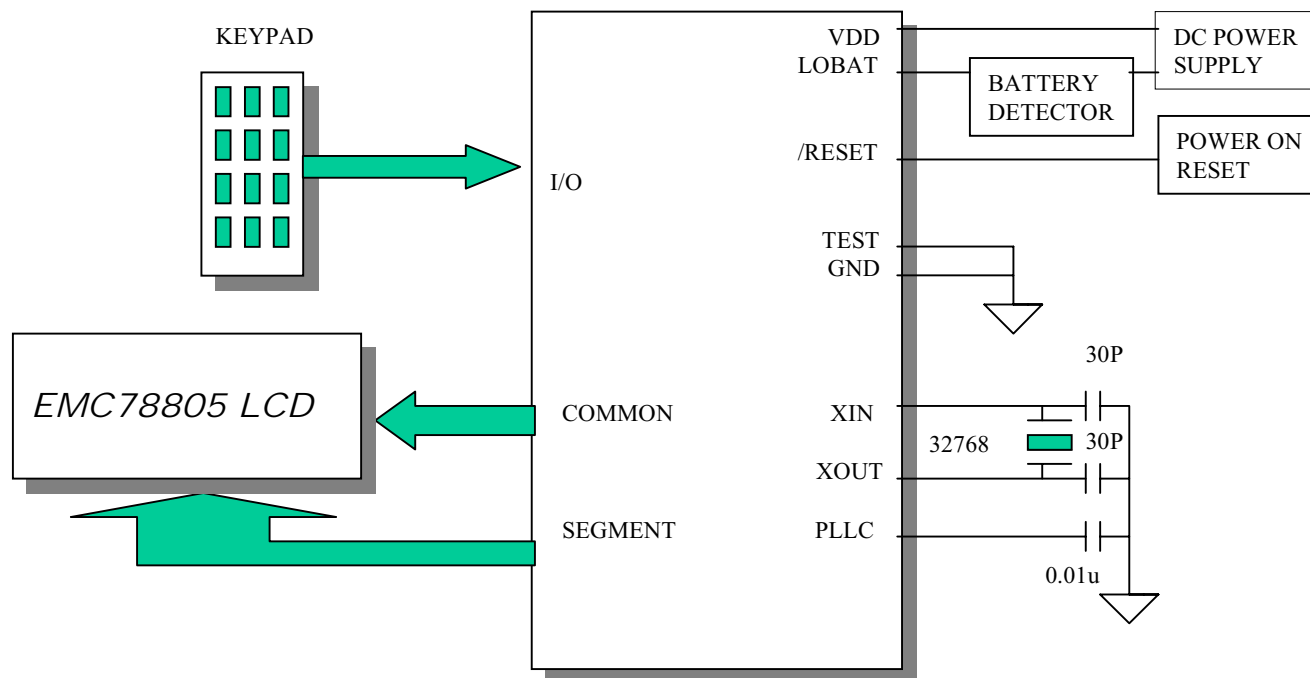 KEYPAD
I/O
EMC78805 LCD
COMMON
SEGMENT
VDD
LOBAT
/RESET
TEST
GND
XIN
XOUT
PLLC
BATTERY
DETECTOR
DC POWER
SUPPLY
POWER ON
RESET
30P
32768
30P
0.01u